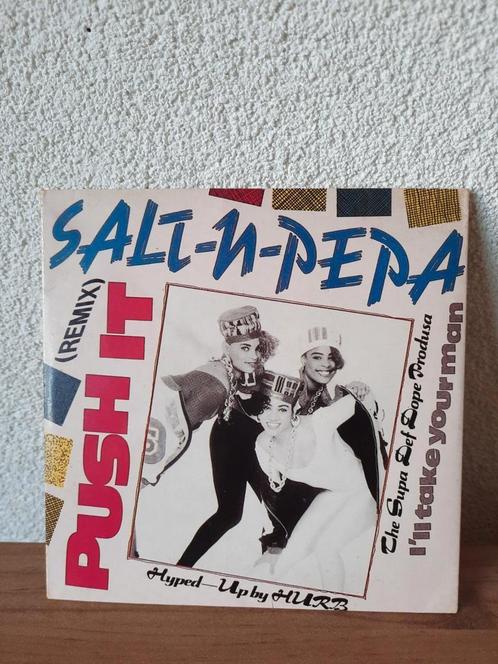 SALT-N-PEPA
PUSH IT
(REMIX)
The Supa Def Dope Produsa
I'll take your man
Hyped-Up by HURB